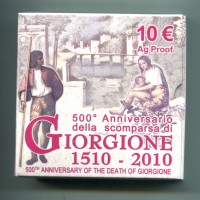 10 €
Ag Proof
500° Anniversario
della scomparsa di
GIORGIONE
1510 - 2010
500TH ANNIVERSARY OF THE DEATH OF GIORGIONE